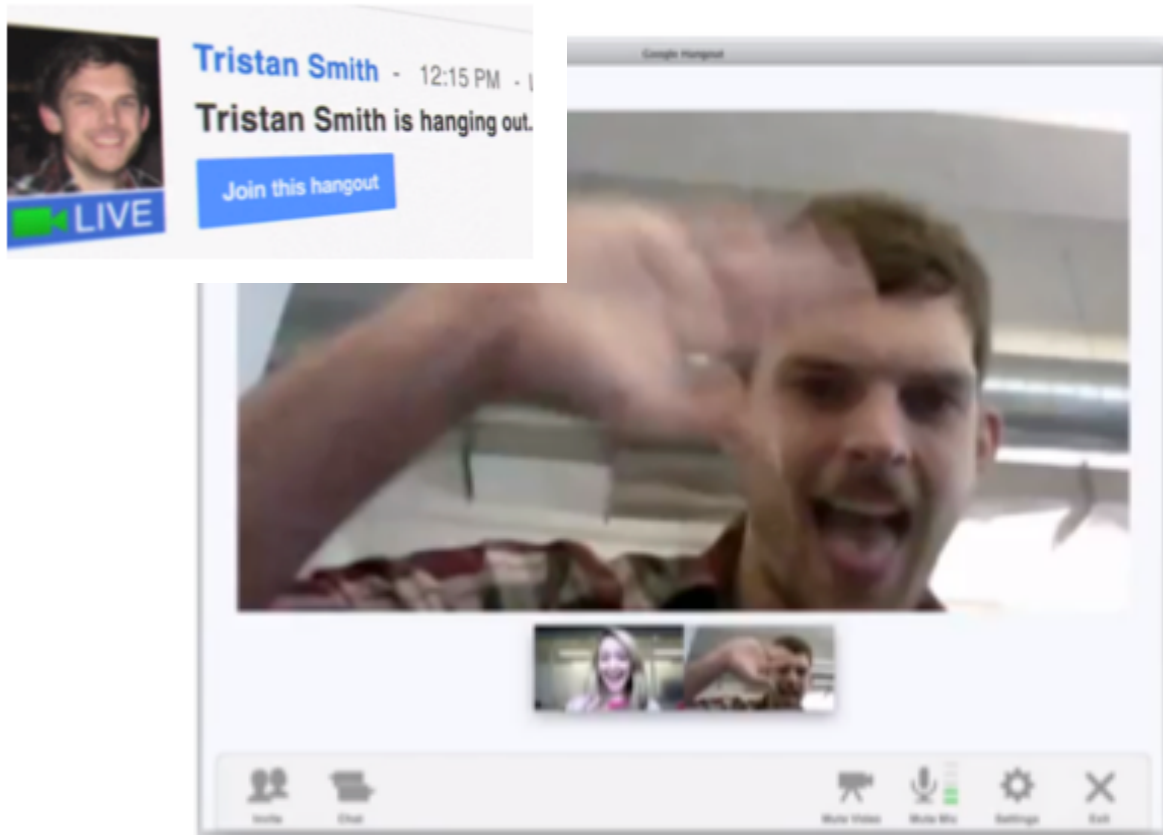 Tristan Smith - 12:15 PM -
Tristan Smith is hanging out.
Join this hangout
LIVE
Google Hangout
Invite
Chat
Mute Video
Mute Mic
Settings
Exit